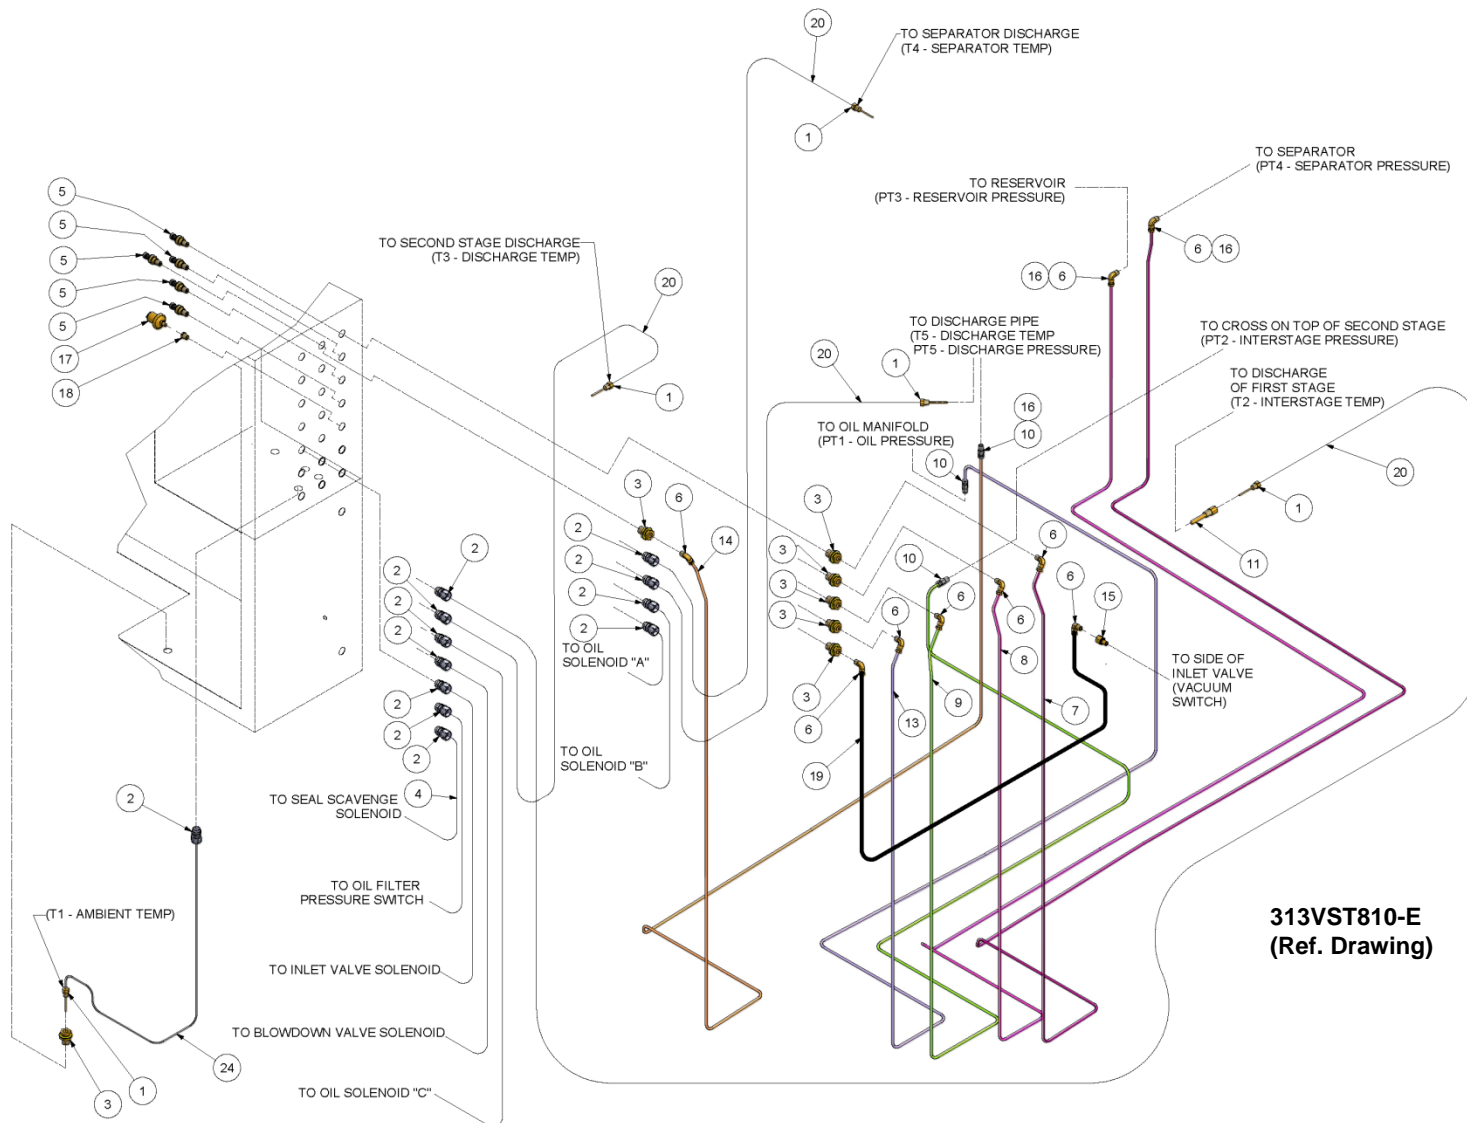 20
TO SEPARATOR DISCHARGE
(T4 - SEPARATOR TEMP)
1
TO SEPARATOR
(PT4 - SEPARATOR PRESSURE)
TO RESERVOIR
(PT3 - RESERVOIR PRESSURE)
5
5
5
5
5
17
18
TO SECOND STAGE DISCHARGE
(T3 - DISCHARGE TEMP)
20
1
6 16
16 6
TO DISCHARGE PIPE
(T5 - DISCHARGE TEMP
PT5 - DISCHARGE PRESSURE)
TO CROSS ON TOP OF SECOND STAGE
(PT2 - INTERSTAGE PRESSURE)
20
1
TO DISCHARGE
OF FIRST STAGE
(T2 - INTERSTAGE TEMP)
16
10
TO OIL MANIFOLD
(PT1 - OIL PRESSURE)
10
20
1
11
3
6
14
2
2
2
2
TO OIL
SOLENOID "A"
TO OIL
SOLENOID "B"
3
3
3
3
3
10
6
6
6
6
6
15
TO SIDE OF
INLET VALVE
(VACUUM
SWITCH)
6
19
13
9
8
7
2
2
2
2
2
2
2
4
TO SEAL SCAVENGE
SOLENOID
TO OIL FILTER
PRESSURE SWITCH
TO INLET VALVE SOLENOID
TO BLOWDOWN VALVE SOLENOID
TO OIL SOLENOID "C"
2
(T1 - AMBIENT TEMP)
24
1
3
313VST810-E
(Ref. Drawing)